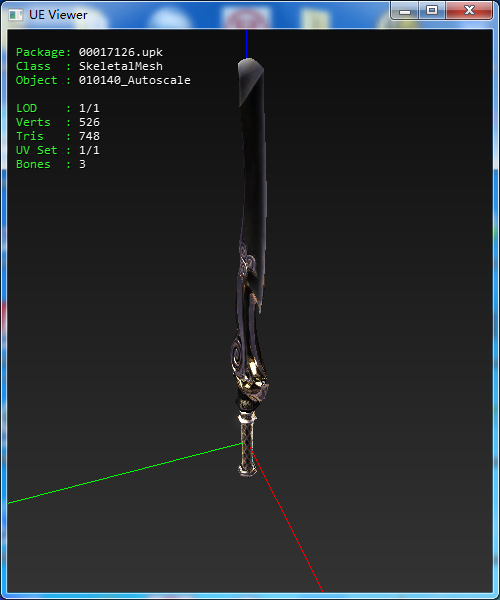 UE Viewer
Package: 00017126.upk
Class : SkeletalMesh
Object : 010140_Autoscale
LOD : 1/1
Verts : 526
Tris : 748
UV Set : 1/1
Bones : 3